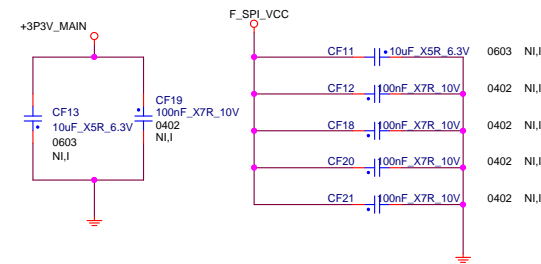 +3P3V_MAIN
CF13
10uF_X5R_6.3V
0603
NI,I
CF19
100nF_X7R_10V
0402
NI,I
F_SPI_VCC
CF11 10uF_X5R_6.3V 0603 NI,I
CF12 100nF_X7R_10V 0402 NI,I
CF18 100nF_X7R_10V 0402 NI,I
CF20 100nF_X7R_10V 0402 NI,I
CF21 100nF_X7R_10V 0402 NI,I